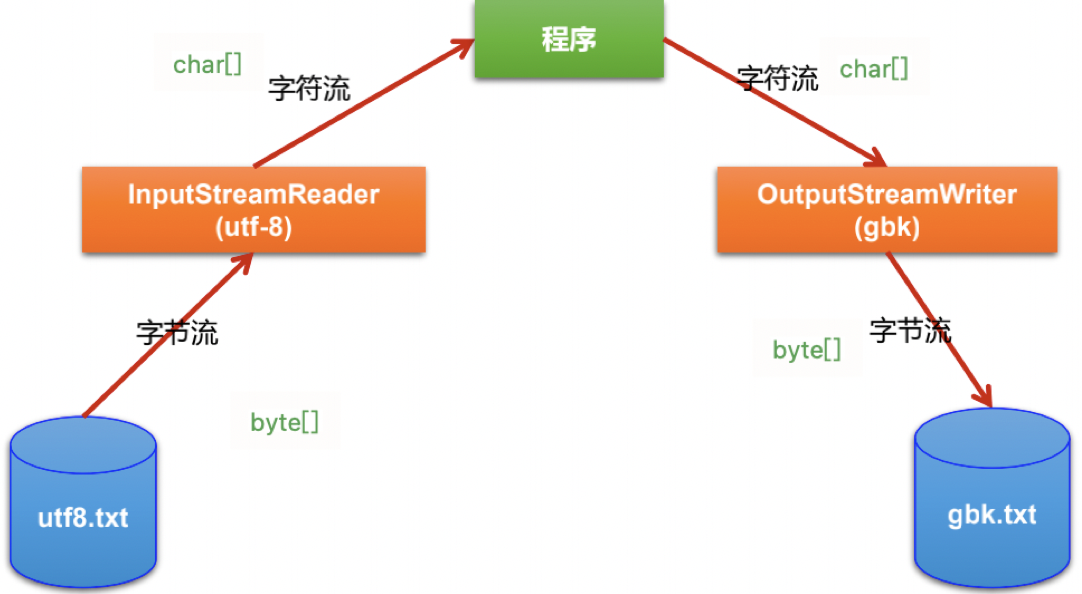 程序
char[]
字符流
字符流
char[]
InputStreamReader
(utf-8)
OutputStreamWriter
(gbk)
字节流
byte[]
byte[]
字节流
utf8.txt
gbk.txt